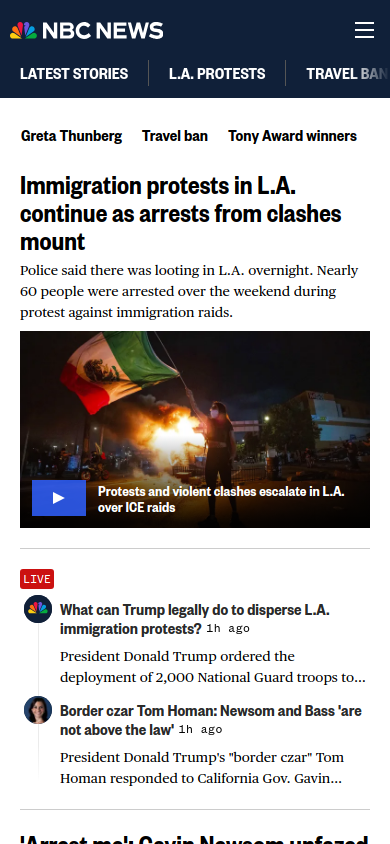 NBC NEWS
LATEST STORIES
L.A. PROTESTS
TRAVEL BAN
Greta Thunberg
Travel ban
Tony Award winners
Immigration protests in L.A.
continue as arrests from clashes
mount
Police said there was looting in L.A. overnight. Nearly
60 people were arrested over the weekend during
protest against immigration raids.
Protests and violent clashes escalate in L.A.
over ICE raids
LIVE
What can Trump legally do to disperse L.A.
immigration protests? 1h ago
President Donald Trump ordered the
deployment of 2,000 National Guard troops to...
Border czar Tom Homan: Newsom and Bass 'are
not above the law' 1h ago
President Donald Trump's "border czar" Tom
Homan responded to California Gov. Gavin...
'Arrest me': Gavin Newsom unfazed